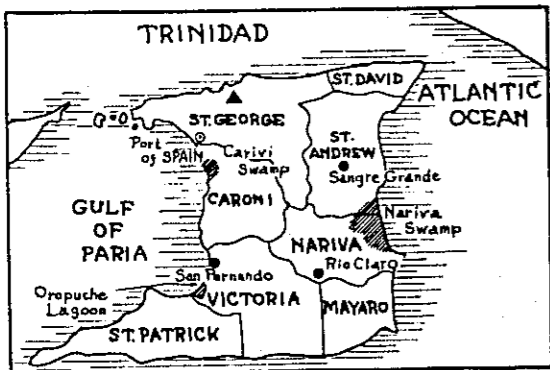 TRINIDAD
ST. DAVID
ATLANTIC
OCEAN
ST. GEORGE
Port
of SPAIN
Carivi
Swamp
ST.
ANDREW
Sangre Grande
CARONI
GULF
OF
PARIA
Nariva
Swamp
NARIVA
San Fernando
Rio Claro
Oropuche
Lagoon
VICTORIA
MAYARO
ST. PATRICK